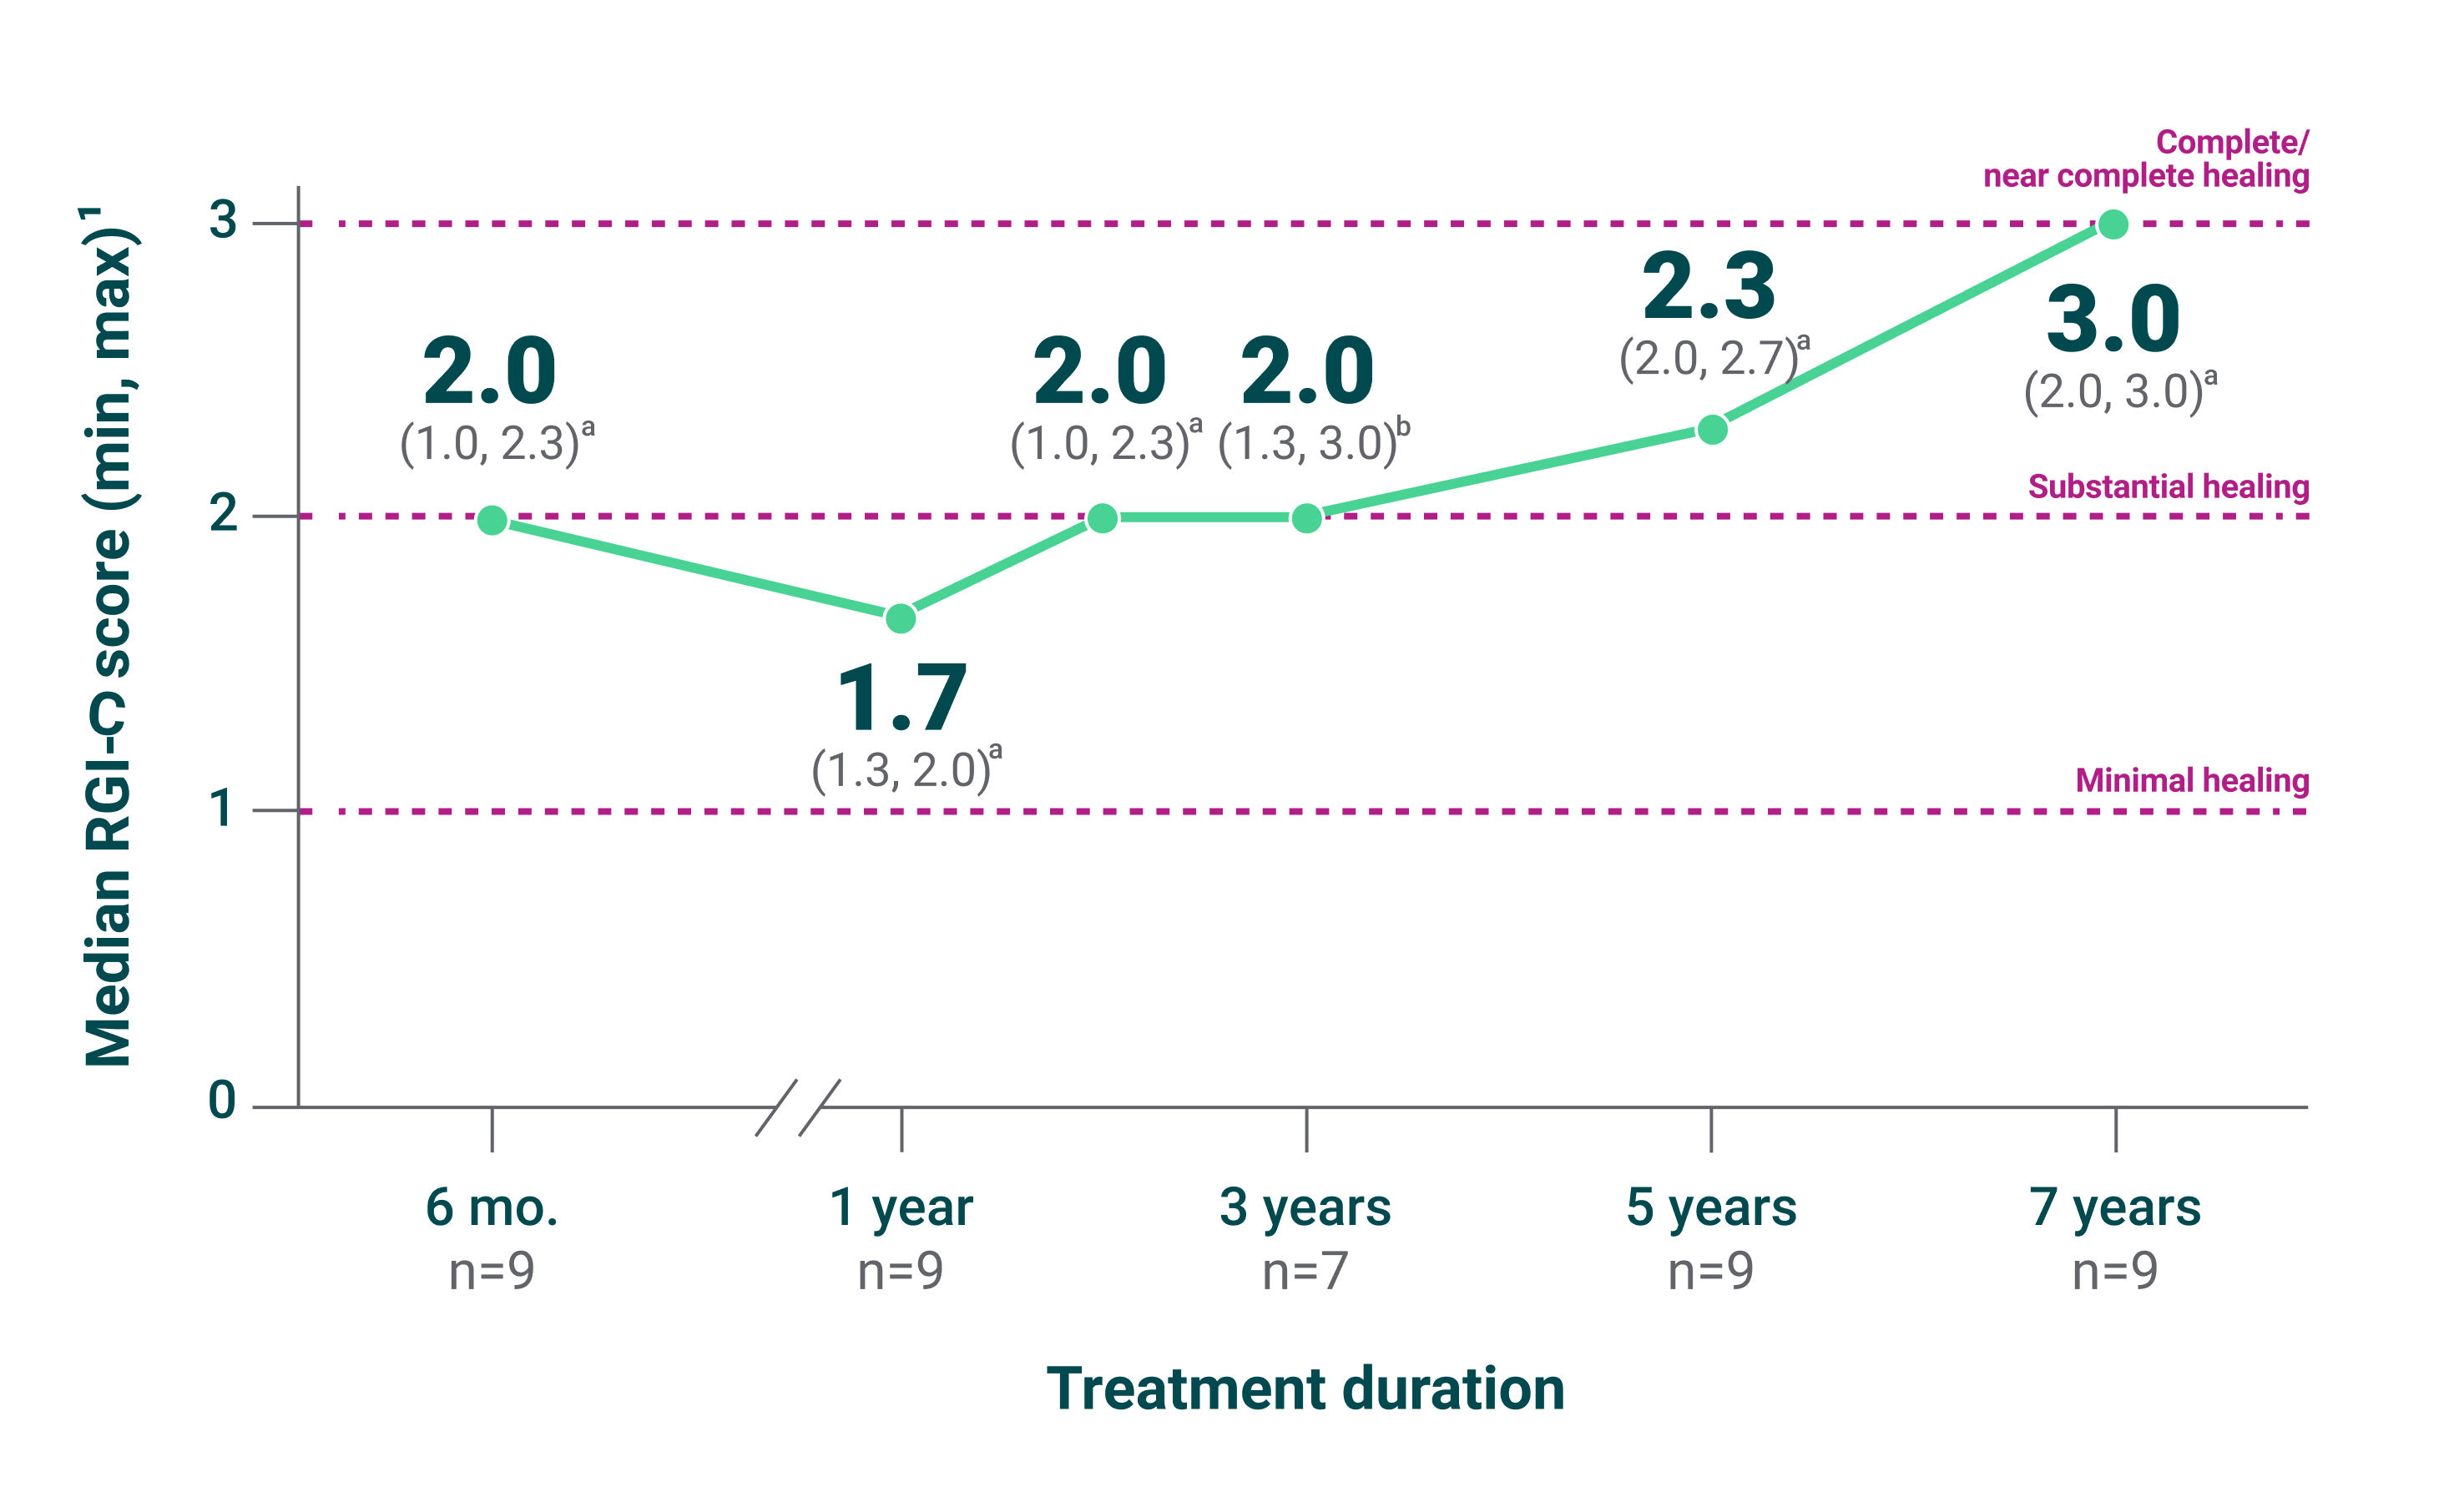 Median RGI-C score (min, max)¹
3
2
1
0
Complete/
near complete healing
Substantial healing
Minimal healing
2.0
(1.0, 2.3)ᵃ
1.7
(1.3, 2.0)ᵃ
2.0
(1.0, 2.3)ᵃ
2.0
(1.3, 3.0)ᵇ
2.3
(2.0, 2.7)ᵃ
3.0
(2.0, 3.0)ᵃ
6 mo.
n=9
1 year
n=9
3 years
n=7
5 years
n=9
7 years
n=9
Treatment duration